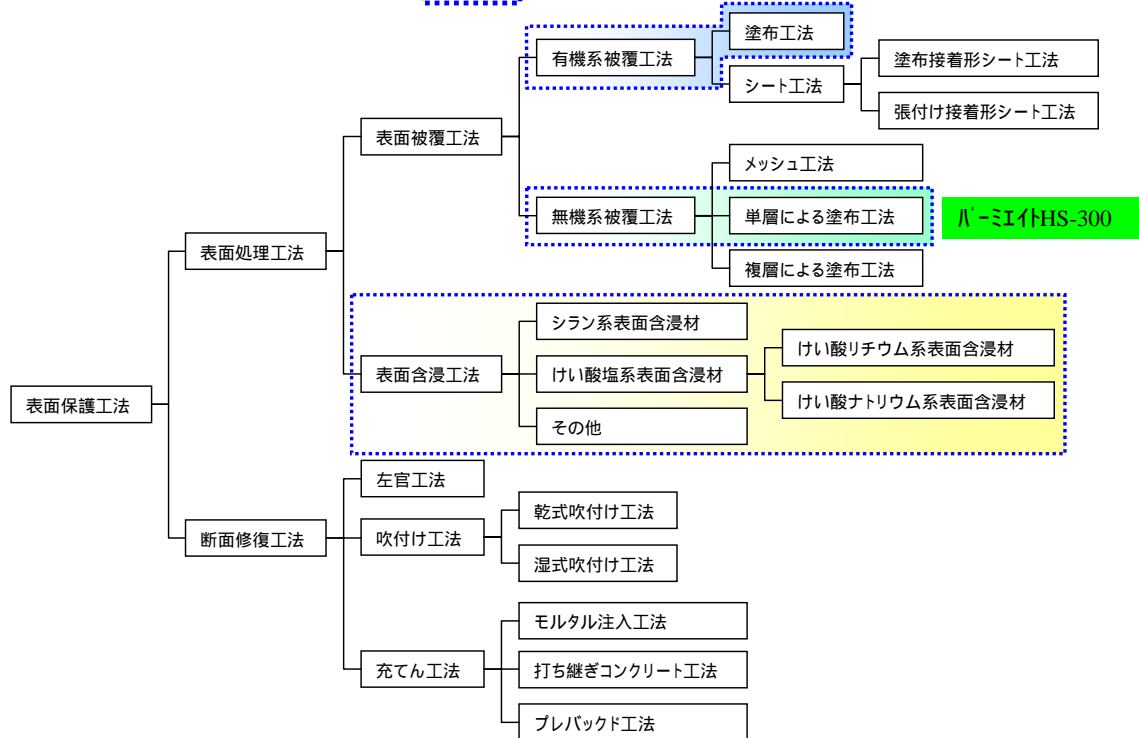 塗布工法
有機系被覆工法
塗布接着形シート工法
シート工法
張付け接着形シート工法
表面被覆工法
メッシュ工法
無機系被覆工法
単層による塗布工法
ﾊﾟｰﾐｴｲﾄHS-300
表面処理工法
複層による塗布工法
シラン系表面含浸材
けい酸リチウム系表面含浸材
表面含浸工法
けい酸塩系表面含浸材
けい酸ナトリウム系表面含浸材
表面保護工法
その他
左官工法
乾式吹付け工法
断面修復工法
吹付け工法
湿式吹付け工法
モルタル注入工法
充てん工法
打ち継ぎコンクリート工法
プレパックド工法